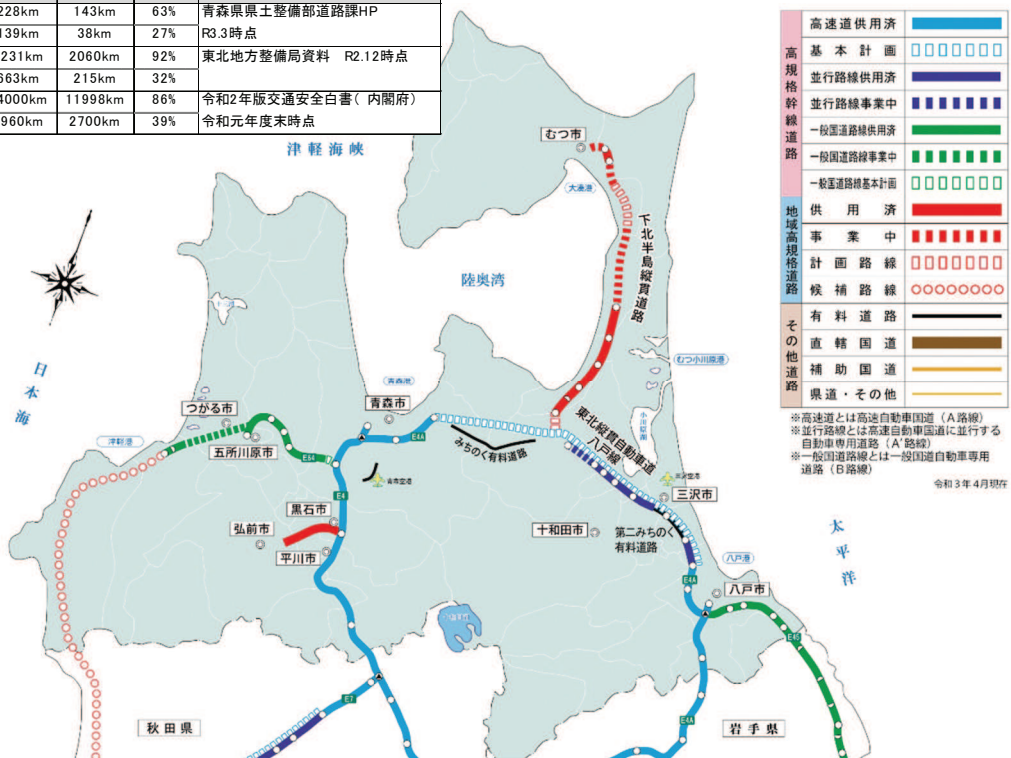 228km 143km 63% 青森県県土整備部道路課HP
139km 38km 27% R3.3時点
231km 2060km 92% 東北地方整備局資料 R2.12時点
663km 215km 32%
4000km 11998km 86% 令和2年版交通安全白書(内閣府)
960km 2700km 39% 令和元年度末時点
高規格幹線道路
高速道供用済
基本計画
並行路線供用済
並行路線事業中
一般国道路線供用済
一般国道路線事業中
一般国道路線基本計画
地域高規格道路
供用済
事業中
計画路線
候補路線
その他道路
有料道路
直轄国道
補助国道
県道・その他
※高速道とは高速自動車国道(A路線)
※並行路線とは高速自動車国道に並行する
自動車専用道路(A'路線)
※一般国道路線とは一般国道自動車専用
道路(B路線)
令和3年4月現在
津軽海峡
むつ市
大湊港
下北半島縦貫道路
陸奥湾
むつ小川原港
小川原湖
日本海
青森港
青森市
つがる市
津軽港
五所川原市
E64
E4A
みちのく有料道路
東北縦貫自動車道
八戸線
青森空港
三沢空港
三沢市
E4
黒石市
弘前市
平川市
十和田市
第二みちのく
有料道路
太平洋
八戸港
E4A
八戸市
E45
E7
E4A
秋田県
岩手県